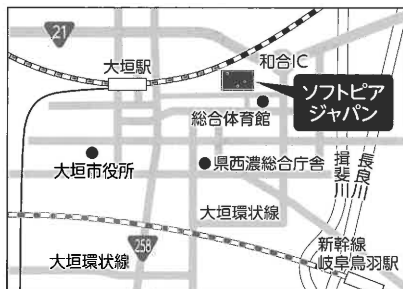 21
大垣駅
和合IC
ソフトピア
ジャパン
総合体育館
大垣市役所
県西濃総合庁舎
揖斐川
長良川
大垣環状線
258
大垣環状線
新幹線
岐阜鳥羽駅